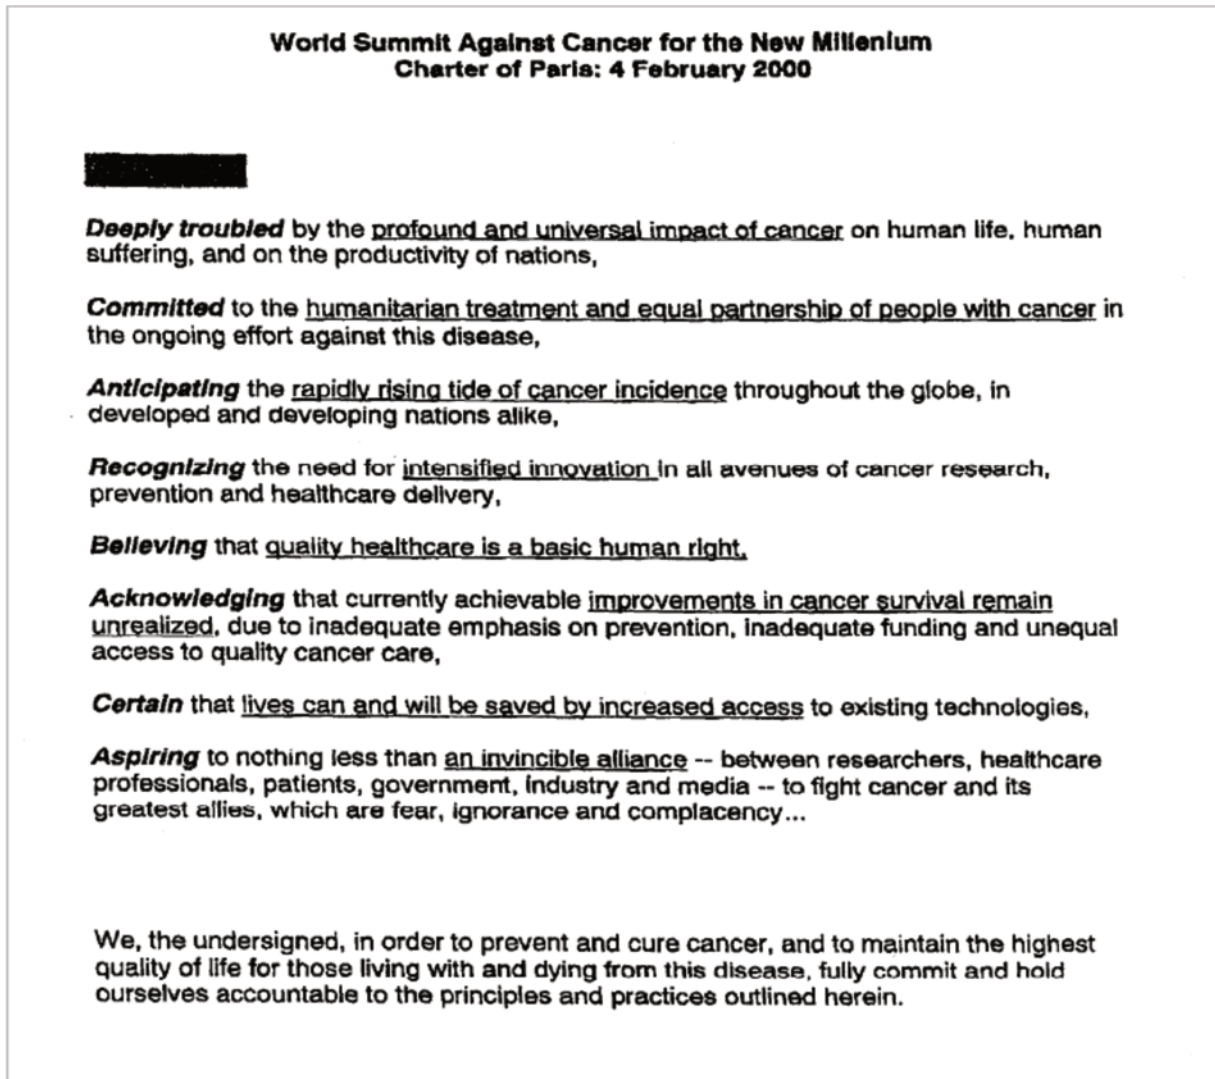 World Summit Against Cancer for the New Millenium
Charter of Paris: 4 February 2000
Deeply troubled by the profound and universal impact of cancer on human life, human
suffering, and on the productivity of nations,
Committed to the humanitarian treatment and equal partnership of people with cancer in
the ongoing effort against this disease,
Anticipating the rapidly rising tide of cancer incidence throughout the globe, in
developed and developing nations alike,
Recognizing the need for intensified innovation in all avenues of cancer research,
prevention and healthcare delivery,
Believing that quality healthcare is a basic human right,
Acknowledging that currently achievable improvements in cancer survival remain
unrealized, due to inadequate emphasis on prevention, inadequate funding and unequal
access to quality cancer care,
Certain that lives can and will be saved by increased access to existing technologies,
Aspiring to nothing less than an invincible alliance -- between researchers, healthcare
professionals, patients, government, industry and media -- to fight cancer and its
greatest allies, which are fear, ignorance and complacency...
We, the undersigned, in order to prevent and cure cancer, and to maintain the highest
quality of life for those living with and dying from this disease, fully commit and hold
ourselves accountable to the principles and practices outlined herein.